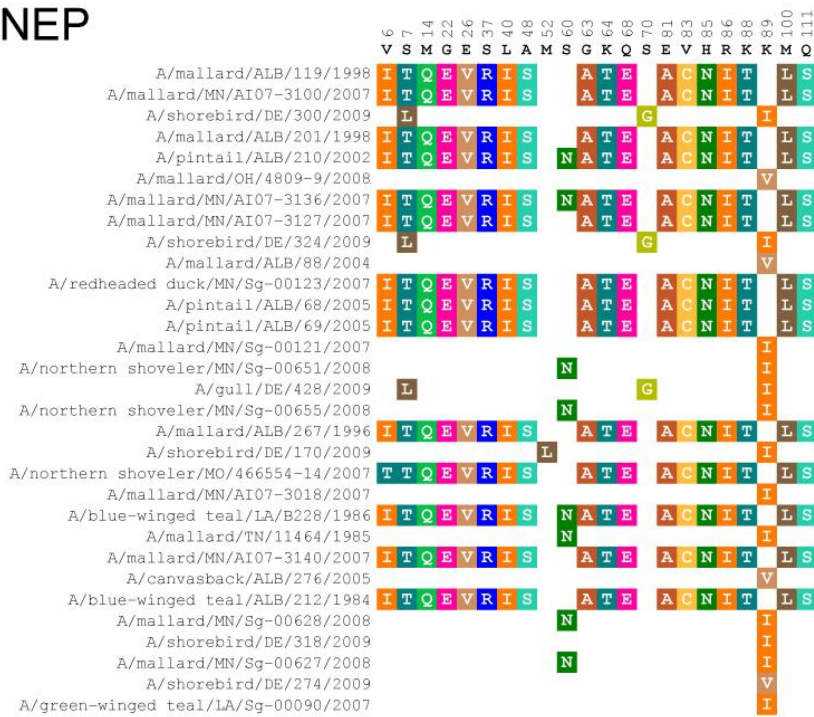 NEP
6 7 14 22 26 37 40 48 52 60 63 64 68 70 81 83 85 86 88 89 100 111
V S M G E S L A M S G K Q S E V H R K K M Q
A/mallard/ALB/119/1998 I T Q E V R I S A T E A C N I T L S
A/mallard/MN/AI07-3100/2007 I T Q E V R I S A T E A C N I T L S
A/shorebird/DE/300/2009 L G I
A/mallard/ALB/201/1998 I T Q E V R I S A T E A C N I T L S
A/pintail/ALB/210/2002 I T Q E V R I S N A T E A C N I T L S
A/mallard/OH/4809-9/2008 V
A/mallard/MN/AI07-3136/2007 I T Q E V R I S N A T E A C N I T L S
A/mallard/MN/AI07-3127/2007 I T Q E V R I S A T E A C N I T L S
A/shorebird/DE/324/2009 L G I
A/mallard/ALB/88/2004 V
A/redheaded duck/MN/Sg-00123/2007 I T Q E V R I S A T E A C N I T L S
A/pintail/ALB/68/2005 I T Q E V R I S A T E A C N I T L S
A/pintail/ALB/69/2005 I T Q E V R I S A T E A C N I T L S
A/mallard/MN/Sg-00121/2007 I
A/northern shoveler/MN/Sg-00651/2008 N I
A/gull/DE/428/2009 L G I
A/northern shoveler/MN/Sg-00655/2008 N I
A/mallard/ALB/267/1996 I T Q E V R I S A T E A C N I T L S
A/shorebird/DE/170/2009 L I
A/northern shoveler/MO/466554-14/2007 T T Q E V R I S A T E A C N I T L S
A/mallard/MN/AI07-3018/2007 I
A/blue-winged teal/LA/B228/1986 I T Q E V R I S N A T E A C N I T L S
A/mallard/TN/11464/1985 N I
A/mallard/MN/AI07-3140/2007 I T Q E V R I S A T E A C N I T L S
A/canvasback/ALB/276/2005 V
A/blue-winged teal/ALB/212/1984 I T Q E V R I S A T E A C N I T L S
A/mallard/MN/Sg-00628/2008 N I
A/shorebird/DE/318/2009 I
A/mallard/MN/Sg-00627/2008 N I
A/shorebird/DE/274/2009 V
A/green-winged teal/LA/Sg-00090/2007 I